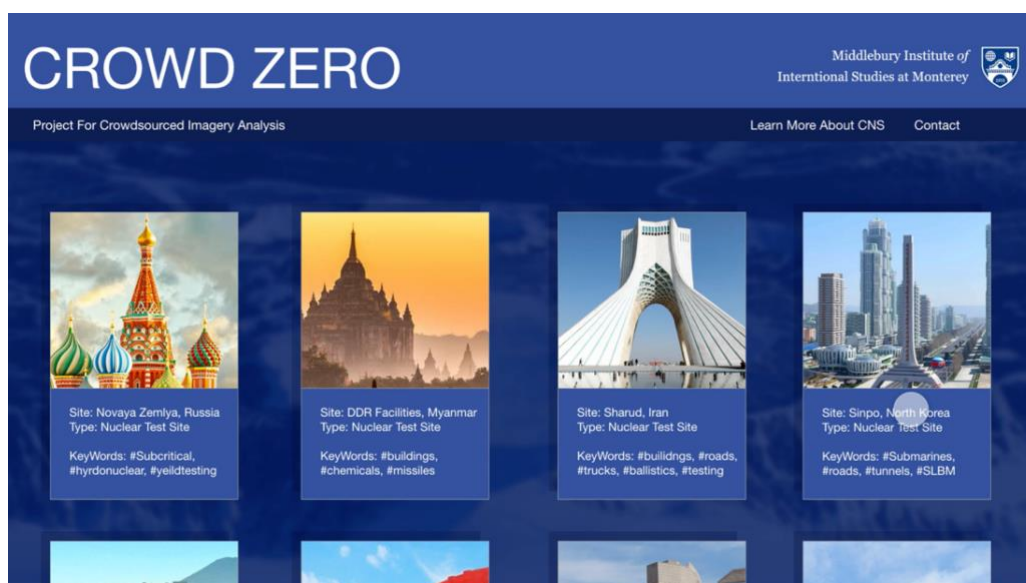 CROWD ZERO
Middlebury Institute of
Interntional Studies at Monterey
Project For Crowdsourced Imagery Analysis
Learn More About CNS
Contact
Site: Novaya Zemlya, Russia
Type: Nuclear Test Site
KeyWords: #Subcritical,
#hyrdonuclear, #yeildtesting
Site: DDR Facilities, Myanmar
Type: Nuclear Test Site
KeyWords: #buildings,
#chemicals, #missiles
Site: Sharud, Iran
Type: Nuclear Test Site
KeyWords: #builidngs, #roads,
#trucks, #ballistics, #testing
Site: Sinpo, North Korea
Type: Nuclear Test Site
KeyWords: #Submarines,
#roads, #tunnels, #SLBM